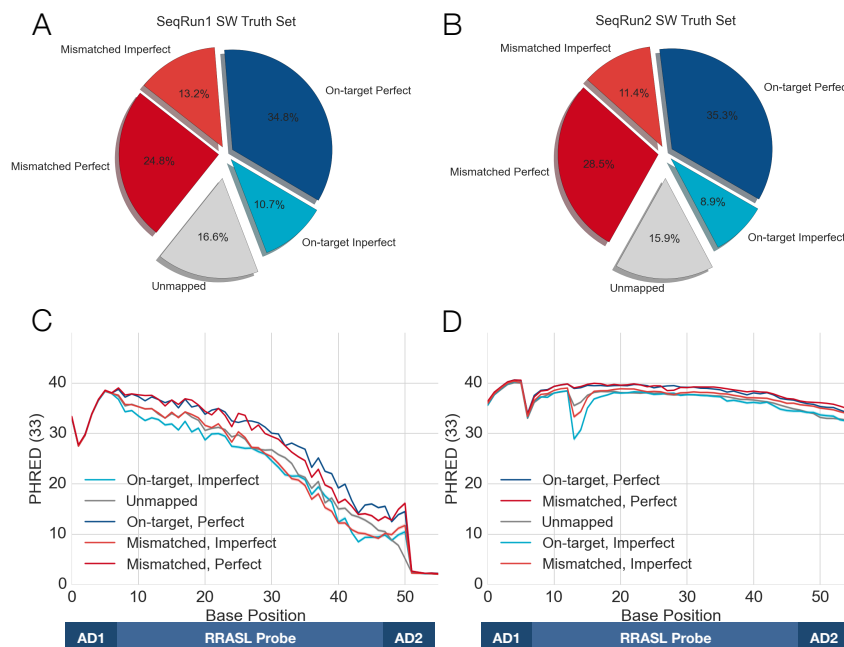 A
SeqRun1 SW Truth Set
Mismatched Imperfect
13.2%
On-target Perfect
34.8%
Mismatched Perfect
24.8%
10.7%
On-target Inperfect
16.6%
Unmapped
B
SeqRun2 SW Truth Set
Mismatched Imperfect
11.4%
On-target Perfe
35.3%
Mismatched Perfect
28.5%
8.9%
On-target Imperfect
15.9%
Unmapped
C
PHRED (33)
40
30
20
10
0
On-target, Imperfect
Unmapped
On-target, Perfect
Mismatched, Imperfect
Mismatched, Perfect
0 10 20 30 40 50
Base Position
AD1 RRASL Probe AD2
D
PHRED (33)
40
30
20
10
0
On-target, Perfect
Mismatched, Perfect
Unmapped
On-target, Imperfect
Mismatched, Imperfect
0 10 20 30 40 50
Base Position
AD1 RRASL Probe AD2